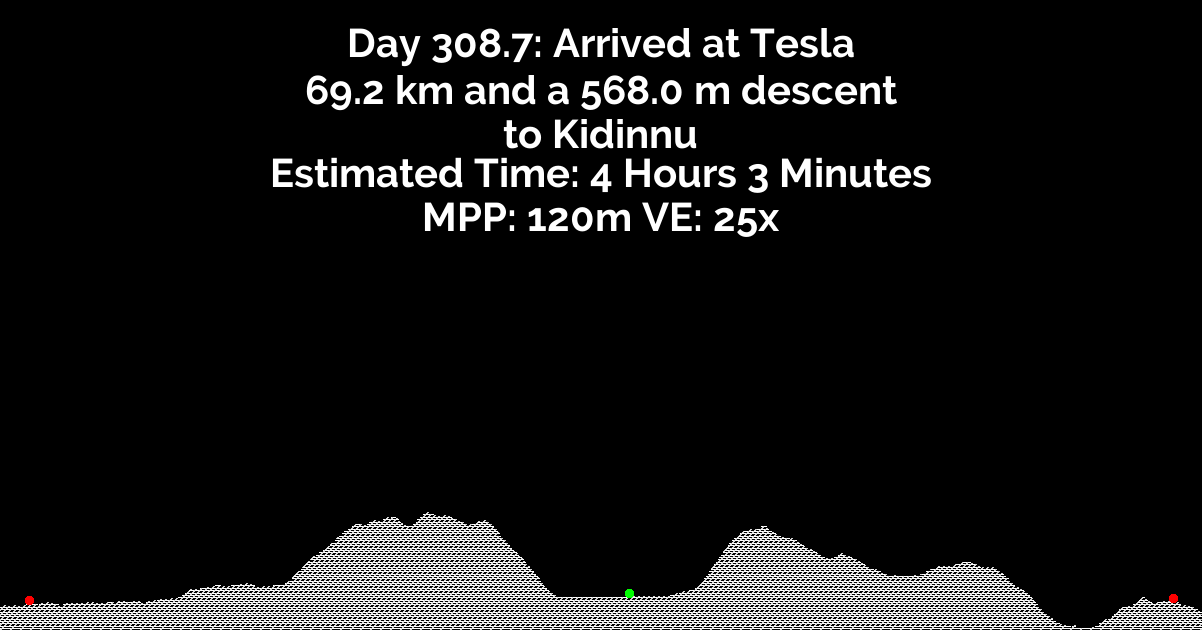 Day 308.7: Arrived at Tesla
69.2 km and a 568.0 m descent
to Kidinnu
Estimated Time: 4 Hours 3 Minutes
MPP: 120m VE: 25x